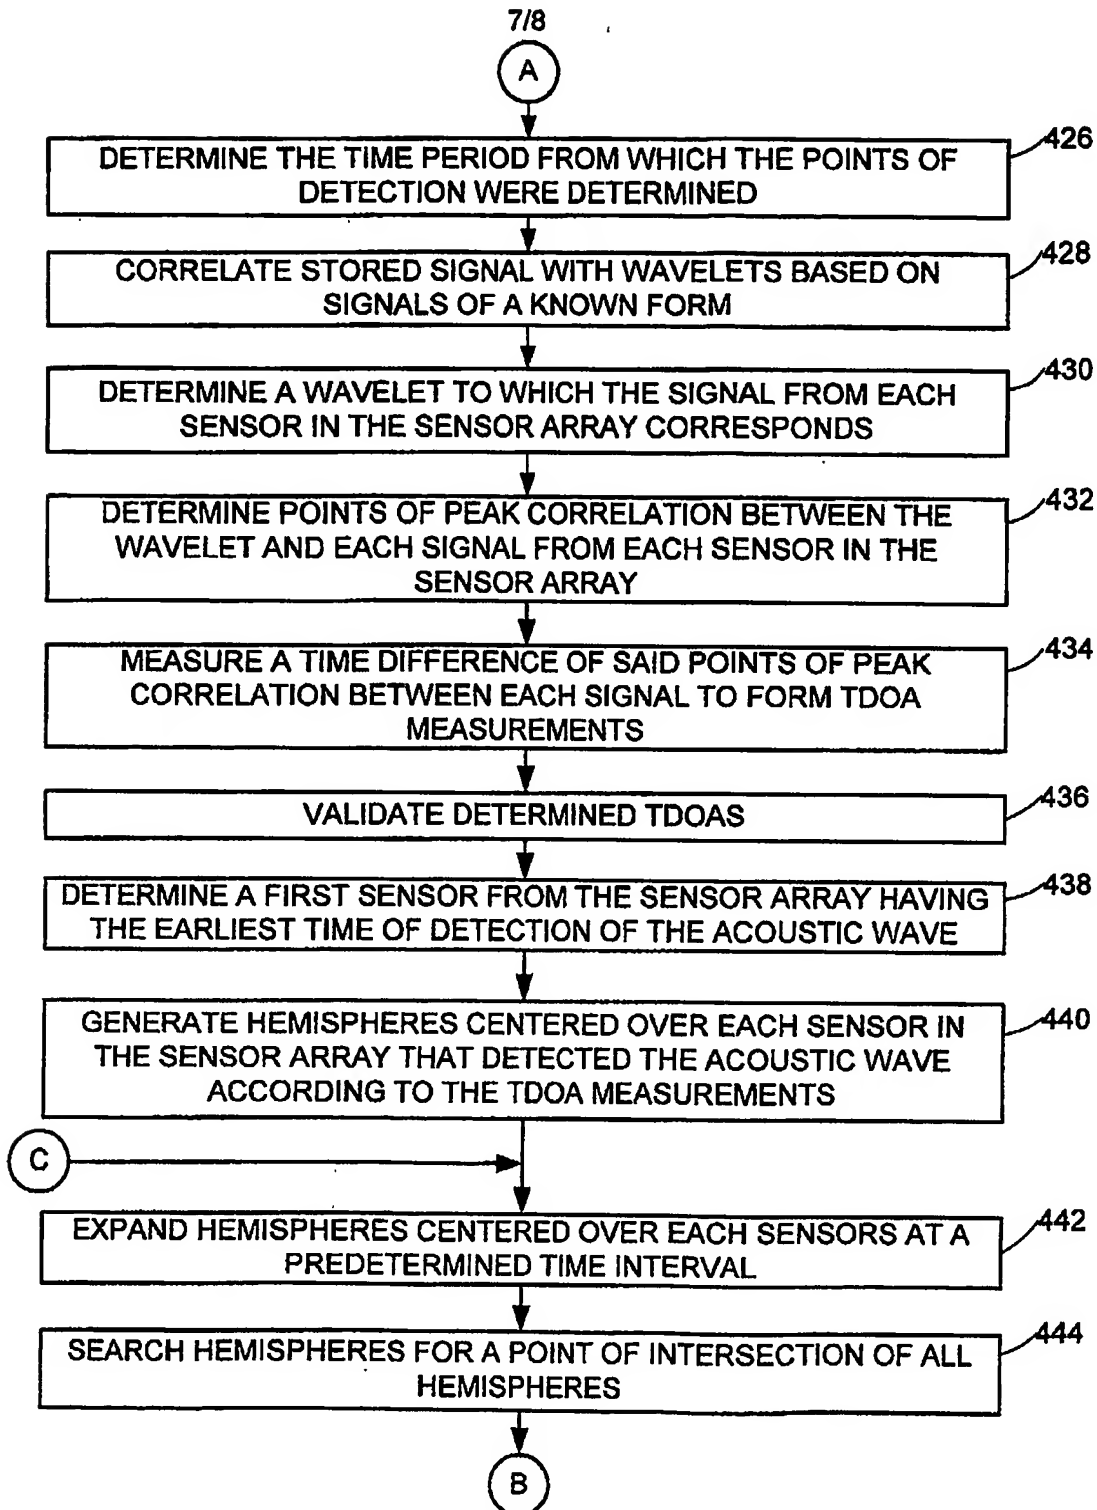 7/8
A
426
DETERMINE THE TIME PERIOD FROM WHICH THE POINTS OF
DETECTION WERE DETERMINED
428
CORRELATE STORED SIGNAL WITH WAVELETS BASED ON
SIGNALS OF A KNOWN FORM
430
DETERMINE A WAVELET TO WHICH THE SIGNAL FROM EACH
SENSOR IN THE SENSOR ARRAY CORRESPONDS
432
DETERMINE POINTS OF PEAK CORRELATION BETWEEN THE
WAVELET AND EACH SIGNAL FROM EACH SENSOR IN THE
SENSOR ARRAY
434
MEASURE A TIME DIFFERENCE OF SAID POINTS OF PEAK
CORRELATION BETWEEN EACH SIGNAL TO FORM TDOA
MEASUREMENTS
436
VALIDATE DETERMINED TDOAS
438
DETERMINE A FIRST SENSOR FROM THE SENSOR ARRAY HAVING
THE EARLIEST TIME OF DETECTION OF THE ACOUSTIC WAVE
440
GENERATE HEMISPHERES CENTERED OVER EACH SENSOR IN
THE SENSOR ARRAY THAT DETECTED THE ACOUSTIC WAVE
ACCORDING TO THE TDOA MEASUREMENTS
C
442
EXPAND HEMISPHERES CENTERED OVER EACH SENSORS AT A
PREDETERMINED TIME INTERVAL
444
SEARCH HEMISPHERES FOR A POINT OF INTERSECTION OF ALL
HEMISPHERES
B